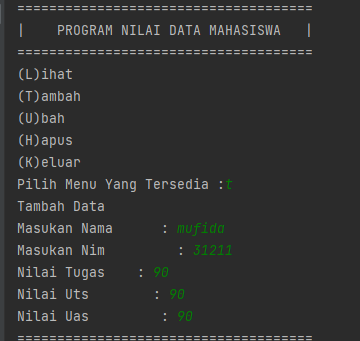 =====================================
|    PROGRAM NILAI DATA MAHASISWA   |
=====================================
(L)ihat
(T)ambah
(U)bah
(H)apus
(K)eluar
Pilih Menu Yang Tersedia :t
Tambah Data
Masukan Nama      : mufida
Masukan Nim         : 31211
Nilai Tugas    : 90
Nilai Uts        : 90
Nilai Uas         : 90
=====================================